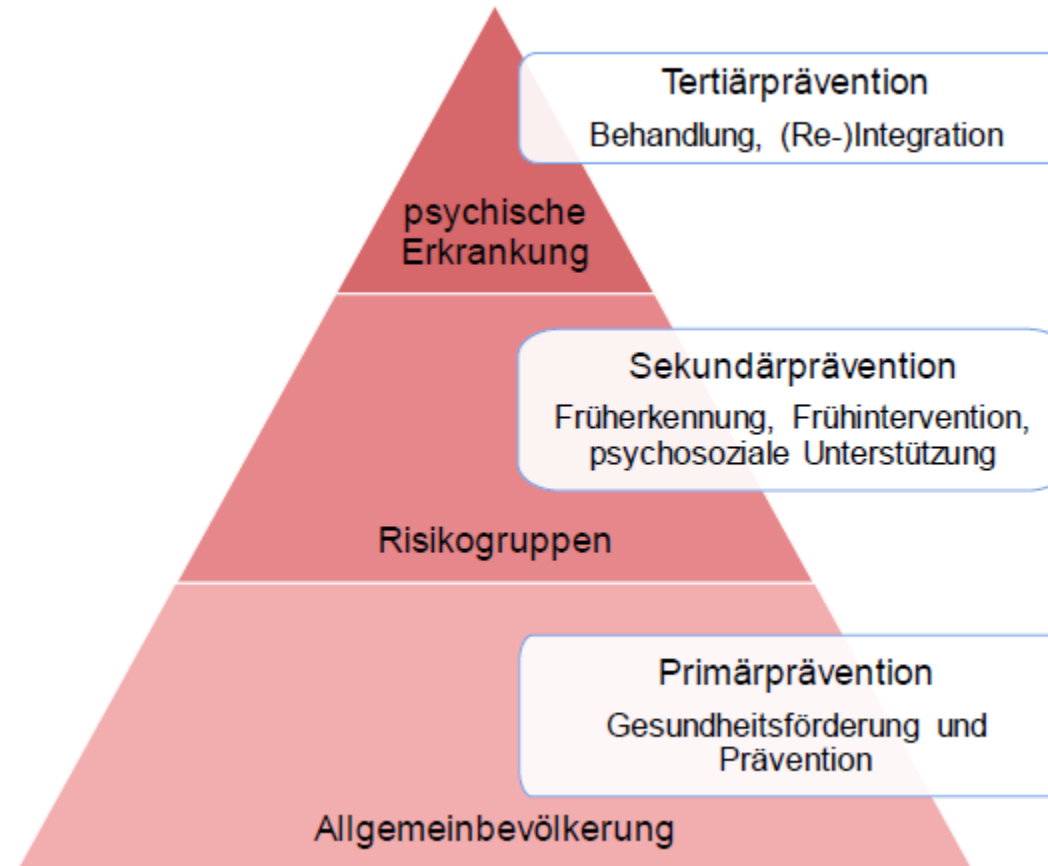 Tertiärprävention
Behandlung, (Re-)Integration
psychische
Erkrankung
Sekundärprävention
Früherkennung, Frühintervention,
psychosoziale Unterstützung
Risikogruppen
Primärprävention
Gesundheitsförderung und
Prävention
Allgemeinbevölkerung